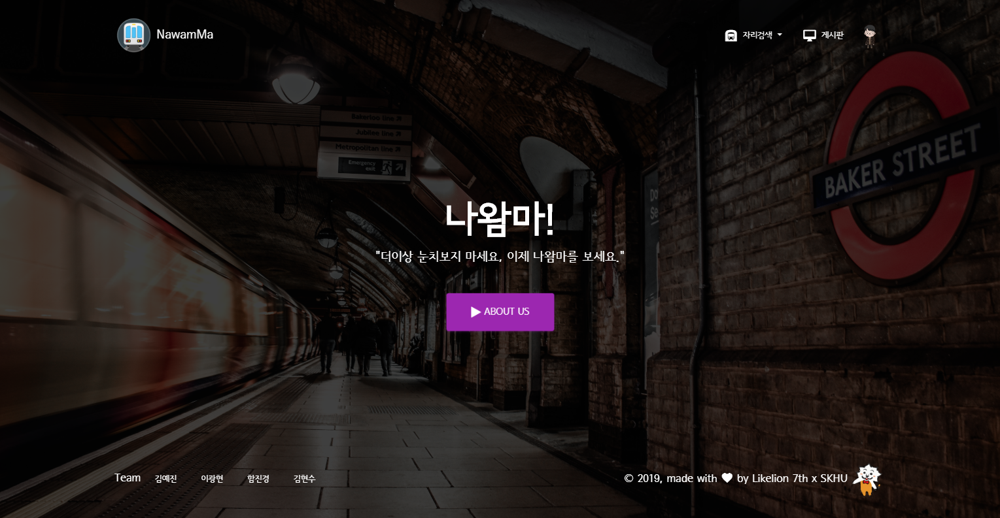 NawamMa
자리검색
게시판
Bakerloo line
Jubilee line
Metropolitan line
Emergency
exit
BAKER STREET
나왐마!
"더이상 눈치보지 마세요, 이제 나왐마를 보세요."
ABOUT US
Team 김예진 이광현 함진경 김현수
© 2019, made with ♥ by Likelion 7th x SKHU